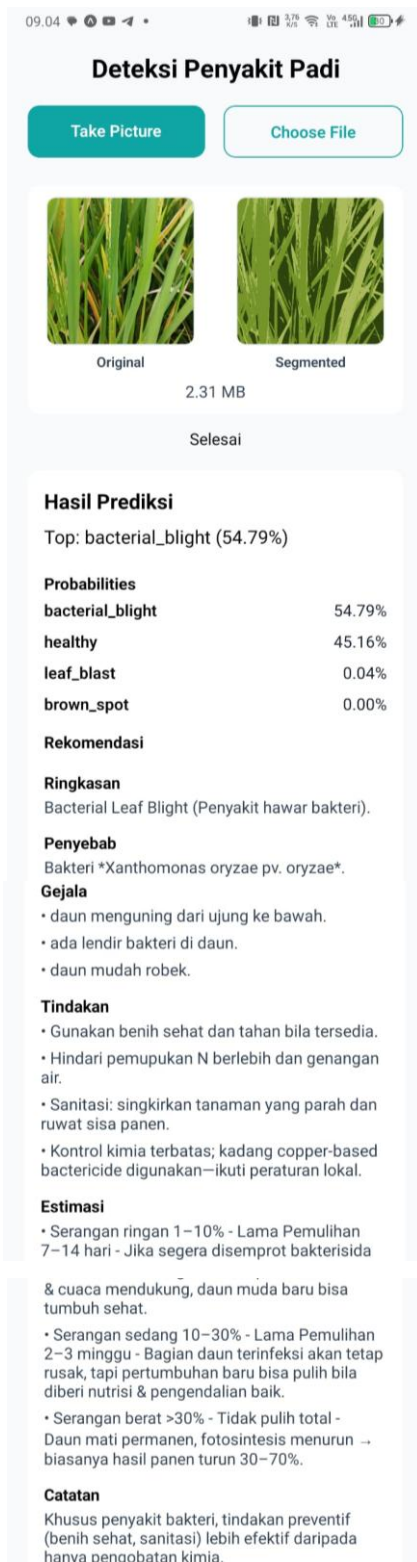 09.04
3,76 K/S
Vo LTE
4.5G
30
Deteksi Penyakit Padi
Take Picture
Choose File
Original
Segmented
2.31 MB
Selesai
Hasil Prediksi
Top: bacterial_blight (54.79%)
Probabilities
bacterial_blight 54.79%
healthy 45.16%
leaf_blast 0.04%
brown_spot 0.00%
Rekomendasi
Ringkasan
Bacterial Leaf Blight (Penyakit hawar bakteri).
Penyebab
Bakteri *Xanthomonas oryzae pv. oryzae*.
Gejala
• daun menguning dari ujung ke bawah.
• ada lendir bakteri di daun.
• daun mudah robek.
Tindakan
• Gunakan benih sehat dan tahan bila tersedia.
• Hindari pemupukan N berlebih dan genangan
air.
• Sanitasi: singkirkan tanaman yang parah dan
ruwat sisa panen.
• Kontrol kimia terbatas; kadang copper-based
bactericide digunakan—ikuti peraturan lokal.
Estimasi
• Serangan ringan 1–10% - Lama Pemulihan
7–14 hari - Jika segera disemprot bakterisida
& cuaca mendukung, daun muda baru bisa
tumbuh sehat.
• Serangan sedang 10–30% - Lama Pemulihan
2–3 minggu - Bagian daun terinfeksi akan tetap
rusak, tapi pertumbuhan baru bisa pulih bila
diberi nutrisi & pengendalian baik.
• Serangan berat >30% - Tidak pulih total -
Daun mati permanen, fotosintesis menurun →
biasanya hasil panen turun 30–70%.
Catatan
Khusus penyakit bakteri, tindakan preventif
(benih sehat, sanitasi) lebih efektif daripada
hanya pengobatan kimia.